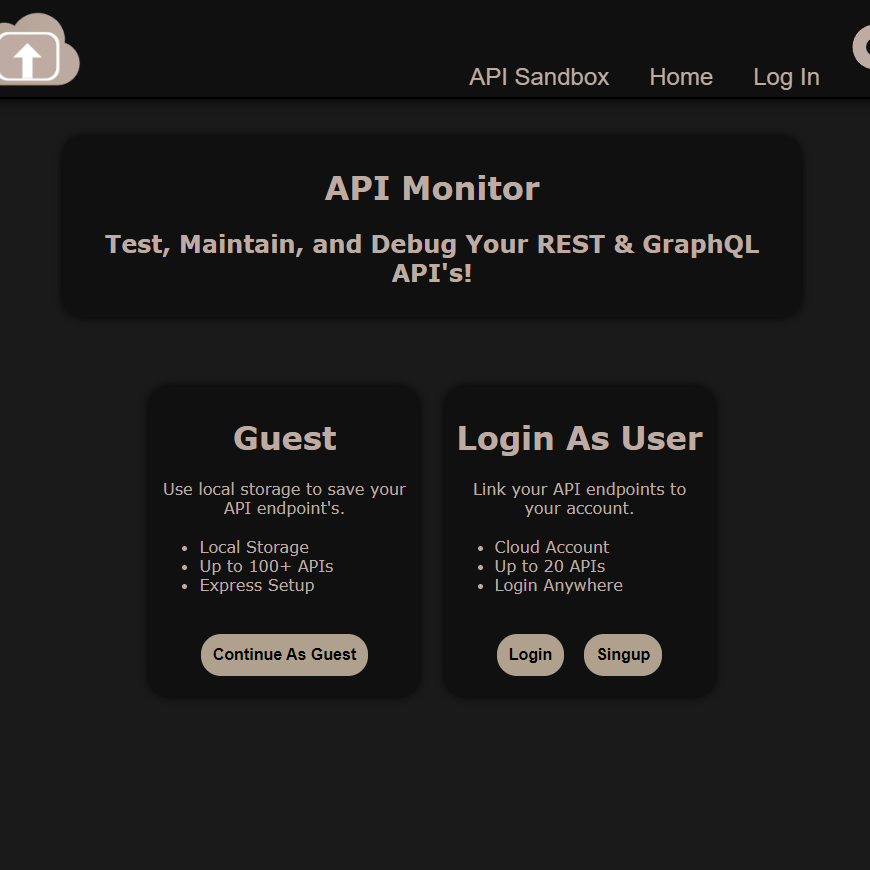 API Sandbox Home Log In
API Monitor
Test, Maintain, and Debug Your REST & GraphQL
API's!
Guest
Use local storage to save your
API endpoint's.
• Local Storage
• Up to 100+ APIs
• Express Setup
Continue As Guest
Login As User
Link your API endpoints to
your account.
• Cloud Account
• Up to 20 APIs
• Login Anywhere
Login Singup